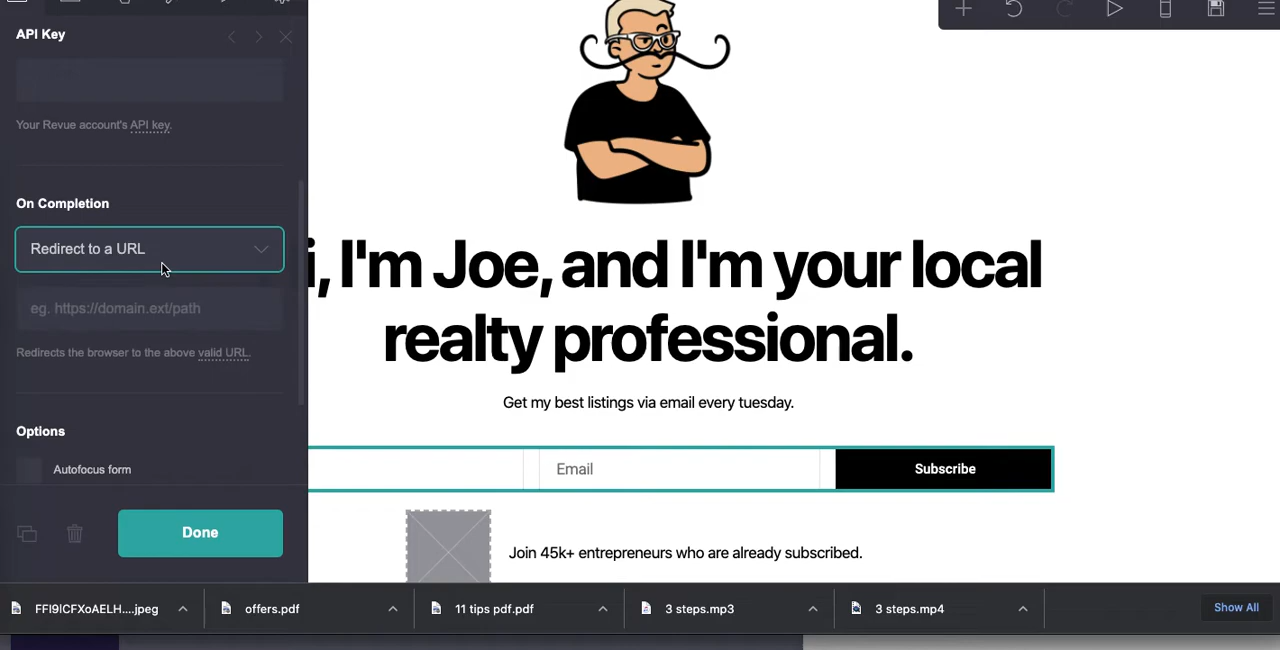 API Key
Your Revue account's API key.
On Completion
Redirect to a URL
eg. https://domain.ext/path
Redirects the browser to the above valid URL.
Options
Autofocus form
Done
i, I'm Joe, and I'm your local
realty professional.
Get my best listings via email every tuesday.
Email
Subscribe
Join 45k+ entrepreneurs who are already subscribed.
FFI9lCFXoAELH....jpeg
offers.pdf
11 tips pdf.pdf
3 steps.mp3
3 steps.mp4
Show All